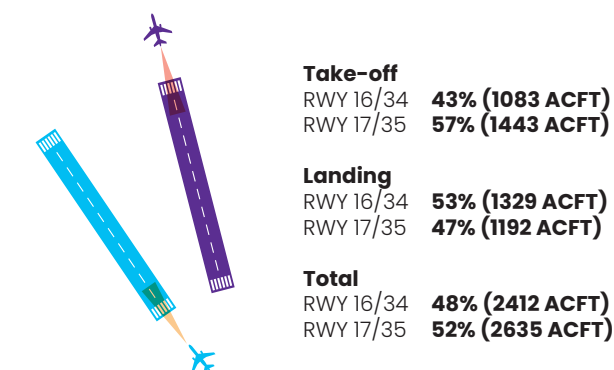 Take-off
RWY 16/34 43% (1083 ACFT)
RWY 17/35 57% (1443 ACFT)
Landing
RWY 16/34 53% (1329 ACFT)
RWY 17/35 47% (1192 ACFT)
Total
RWY 16/34 48% (2412 ACFT)
RWY 17/35 52% (2635 ACFT)